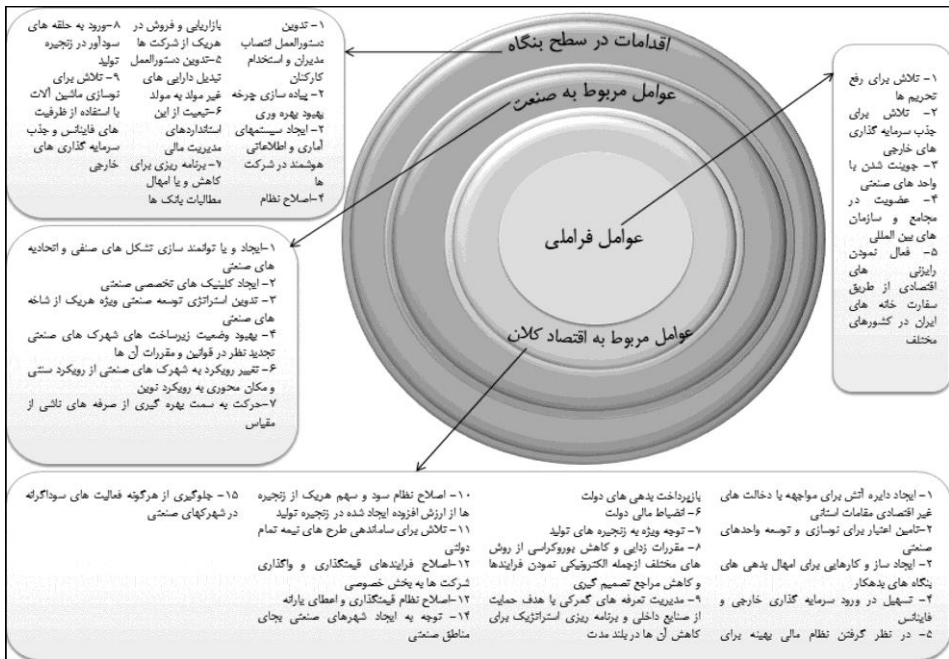 ۱- تدوین
دستورالعمل انتصاب
مدیران و استخدام
کارکنان
۲- پیاده سازی چرخه
بهبود بهره وری
۳- ایجاد سیستمهای
آماری و اطلاعاتی
هوشمند در شرکت
ها
۴-اصلاح نظام
بازاریابی و فروش در
هریک از شرکت ها
۵-تدوین دستورالعمل
تبدیل دارایی های
غیر مولد به مولد
۶-تبعیت از این
استانداردهای
مدیریت مالی
۷- برنامه ریزی برای
کاهش و یا امهال
مطالبات بانک ها
۸-ورود به حلقه های
سودآور در زنجیره
تولید
۹- تلاش برای
نوسازی ماشین آلات
با استفاده از ظرفیت
های فاینانس و جذب
سرمایه گذاری های
خارجی
اقدامات در سطح بنگاه
عوامل مربوط به صنعت
عوامل فراملی
عوامل مربوط به اقتصاد کلان
۱- تلاش برای رفع
تحریم ها
۲- تلاش برای
جذب سرمایه گذاری
های خارجی
۳- جوینت شدن با
واحد های صنعتی
۴- عضویت در
مجامع و سازمان
های بین المللی
۵- فعال نمودن
رایزنی های
اقتصادی از طریق
سفارت خانه های
ایران در کشورهای
مختلف
۱-ایجاد و یا توانمند سازی تشکل های صنفی و اتحادیه
های صنعتی
۲- ایجاد کلینیک های تخصصی صنعتی
۳- تدوین استراتژی توسعه صنعتی ویژه هریک از شاخه
های صنعتی
۴- بهبود وضعیت زیرساخت های شهرک های صنعتی
تجدید نظر در قوانین و مقررات آن ها
۶- تغییر رویکرد به شهرک های صنعتی از رویکرد سنتی
و مکان محوری به رویکرد نوین
۷-حرکت به سمت بهره گیری از صرفه های ناشی از
مقیاس
۱- ایجاد دایره آتش برای مواجهه با دخالت های
غیر اقتصادی مقامات استانی
۲-تامین اعتبار برای نوسازی و توسعه واحدهای
صنعتی
۳- ایجاد ساز و کارهایی برای امهال بدهی های
بنگاه های بدهکار
۴- تسهیل در ورود سرمایه گذاری خارجی و
فاینانس
۵- در نظر گرفتن نظام مالی بهینه برای
بازپرداخت بدهی های دولت
۶- انضباط مالی دولت
۷- توجه ویژه به زنجیره های تولید
۸- مقررات زدایی و کاهش بوروکراسی از روش
های مختلف ازجمله الکترونیکی نمودن فرایندها
و کاهش مراجع تصمیم گیری
۹- مدیریت تعرفه های گمرکی با هدف حمایت
از صنایع داخلی و برنامه ریزی استراتژیک برای
کاهش آن ها در بلند مدت
۱۰- اصلاح نظام سود و سهم هریک از زنجیره
ها از ارزش افزوده ایجاد شده در زنجیره تولید
۱۱- تلاش برای ساماندهی طرح های نیمه تمام
دولتی
۱۲-اصلاح فرایندهای قیمتگذاری و واگذاری
شرکت ها به بخش خصوصی
۱۳-اصلاح نظام قیمتگذاری و اعطای یارانه
۱۴- توجه به ایجاد شهرهای صنعتی بجای
مناطق صنعتی
۱۵- جلوگیری از هرگونه فعالیت های سوداگرانه
در شهرکهای صنعتی